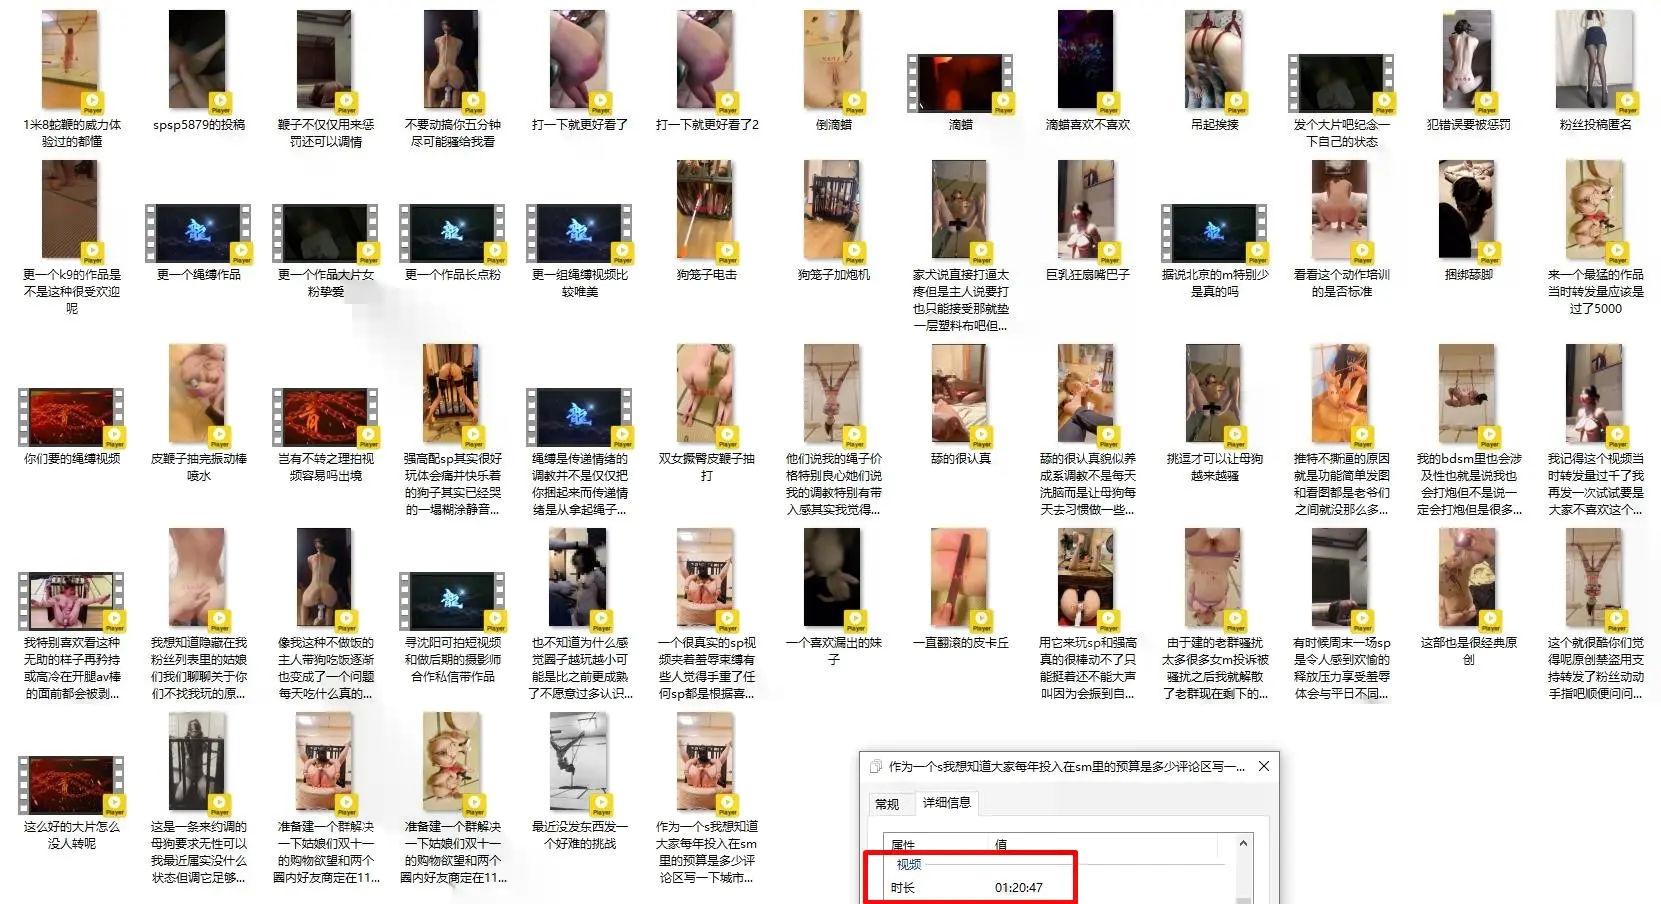 1米8蛇鞭的威力体
验过的都懂
spsp5879的投稿
鞭子不仅仅用来惩
罚还可以调情
不要动搞你五分钟
尽可能骚给我看
打一下就更好看了
打一下就更好看了2
倒滴蜡
滴蜡
滴蜡喜欢不喜欢
吊起挨揍
发个大片吧纪念一
下自己的状态
犯错误要被惩罚
粉丝投稿匿名
更一个k9的作品是
不是这种很受欢迎
呢
更一个绳缚作品
更一个作品大片女
粉挚爱
更一个作品长点粉
更一组绳缚视频比
较唯美
狗笼子电击
狗笼子加炮机
家犬说直接打逼太
疼但是主人说要打
也只能接受那就垫
一层塑料布吧但...
巨乳狂扇嘴巴子
据说北京的m特别少
是真的吗
看看这个动作培训
的是否标准
捆绑舔脚
来一个最猛的作品
当时转发量应该是
过了5000
你们要的绳缚视频
皮鞭子抽完振动棒
喷水
岂有不转之理拍视
频容易吗出境
强高配sp其实很好
玩体会痛并快乐着
的狗子其实已经哭
的一塌糊涂静音...
绳缚是传递情绪的
调教并不是仅仅把
你捆起来而传递情
绪是从拿起绳子...
双女撅臀皮鞭子抽
打
他们说我的绳子价
格特别良心她们说
我的调教特别有带
入感其实我觉得...
舔的很认真
舔的很认真貌似养
成系调教不是每天
洗脑而是让母狗每
天去习惯做一些...
挑逗才可以让母狗
越来越骚
推特不撕逼的原因
就是功能简单发图
和看图都是老爷们
之间就没那么多...
我的bdsm里也会涉
及性也就是说我也
会打炮但不是说一
定会打炮但是很多...
我记得这个视频当
时转发量过千了我
再发一次试试要是
大家不喜欢这个...
我特别喜欢看这种
无助的样子再矜持
或高冷在开腿av棒
的面前都会被剥...
我想知道隐藏在我
粉丝列表里的姑娘
们我们聊聊关于你
们不找我玩的原...
像我这种不做饭的
主人带狗吃饭逐渐
也变成了一个问题
每天吃什么真的...
寻沈阳可拍短视频
和做后期的摄影师
合作私信带作品
也不知道为什么感
觉圈子越玩越小可
能是比之前更成熟
了不愿意过多认识...
一个很真实的sp视
频夹着羞辱束缚有
些人觉得手重了任
何sp都是根据喜...
一个喜欢漏出的妹
子
一直翻滚的皮卡丘
用它来玩sp和强高
真的很棒动不了只
能挺着还不能大声
叫因为会振到自...
由于建的老群骚扰
太多很多女m投诉被
骚扰之后我就解散
了老群现在剩下的...
有时候周末一场sp
是令人感到欢愉的
释放压力享受羞辱
体会与平日不同...
这部也是很经典原
创
这个就很酷你们觉
得呢原创禁盗用支
持转发了粉丝动动
手指吧顺便问问...
这么好的大片怎么
没人转呢
这是一条来约调的
母狗要求无性可以
我最近属实没什么
状态但调它足够...
准备建一个群解决
一下姑娘们双十一
的购物欲望和两个
圈内好友商定在11...
准备建一个群解决
一下姑娘们双十一
的购物欲望和两个
圈内好友商定在11...
最近没发东西发一
个好难的挑战
作为一个s我想知道
大家每年投入在sm
里的预算是多少评
论区写一下城市...
作为一个s我想知道大家每年投入在sm里的预算是多少评论区写一...
常规
详细信息
属性
值
视频
时长
01:20:47